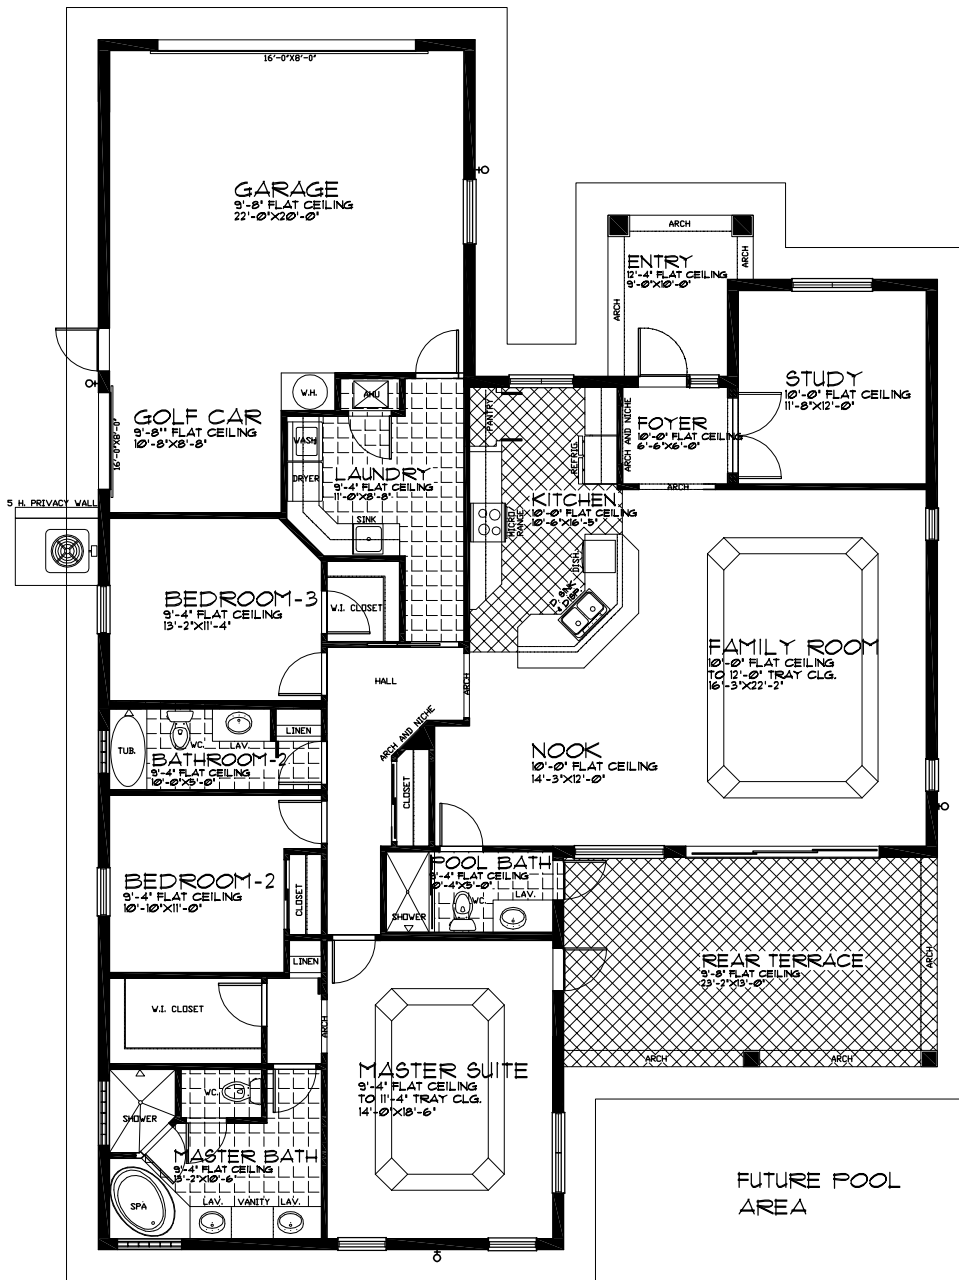 16'-0"X8'-0"
GARAGE
9'-8" FLAT CEILING
22'-0"X20'-0"
ARCH
ARCH
ENTRY
12'-4" FLAT CEILING
9'-0"X10'-0"
ARCH
W.H.
AHU
STUDY
10'-0" FLAT CEILING
11'-8"X12'-0"
GOLF CAR
9'-8" FLAT CEILING
10'-8"X8'-8"
16'-0"X8'-0"
PANTRY
ARCH AND NICHE
FOYER
10'-0" FLAT CEILING
6'-6"X6'-0"
WASH
DRYER
LAUNDRY
9'-4" FLAT CEILING
11'-0"X8'-8"
REFRIG.
ARCH
5 H. PRIVACY WALL
SINK
KITCHEN
10'-0" FLAT CEILING
10'-6"X16'-5"
MICRO/
RANGE
DISH.
D. SINK
W DISP.
BEDROOM-3
9'-4" FLAT CEILING
13'-2"X11'-4"
W.I. CLOSET
FAMILY ROOM
10'-0" FLAT CEILING
TO 12'-0" TRAY CLG.
16'-3"X22'-2"
HALL
ARCH
ARCH AND NICHE
LINEN
TUB.
WC.
LAV.
BATHROOM-2
9'-4" FLAT CEILING
10'-0"X5'-0"
NOOK
10'-0" FLAT CEILING
14'-3"X12'-0"
CLOSET
BEDROOM-2
9'-4" FLAT CEILING
10'-10"X11'-0"
CLOSET
POOL BATH
9'-4" FLAT CEILING
10'-4"X5'-0"
WC.
LAV.
SHOWER
LINEN
REAR TERRACE
9'-8" FLAT CEILING
23'-2"X13'-0"
ARCH
W.I. CLOSET
ARCH
ARCH
ARCH
MASTER SUITE
9'-4" FLAT CEILING
TO 11'-4" TRAY CLG.
14'-0"X18'-6"
WC.
SHOWER
MASTER BATH
9'-4" FLAT CEILING
13'-2"X10'-6"
SPA
LAV.
VANITY
LAV.
FUTURE POOL
AREA